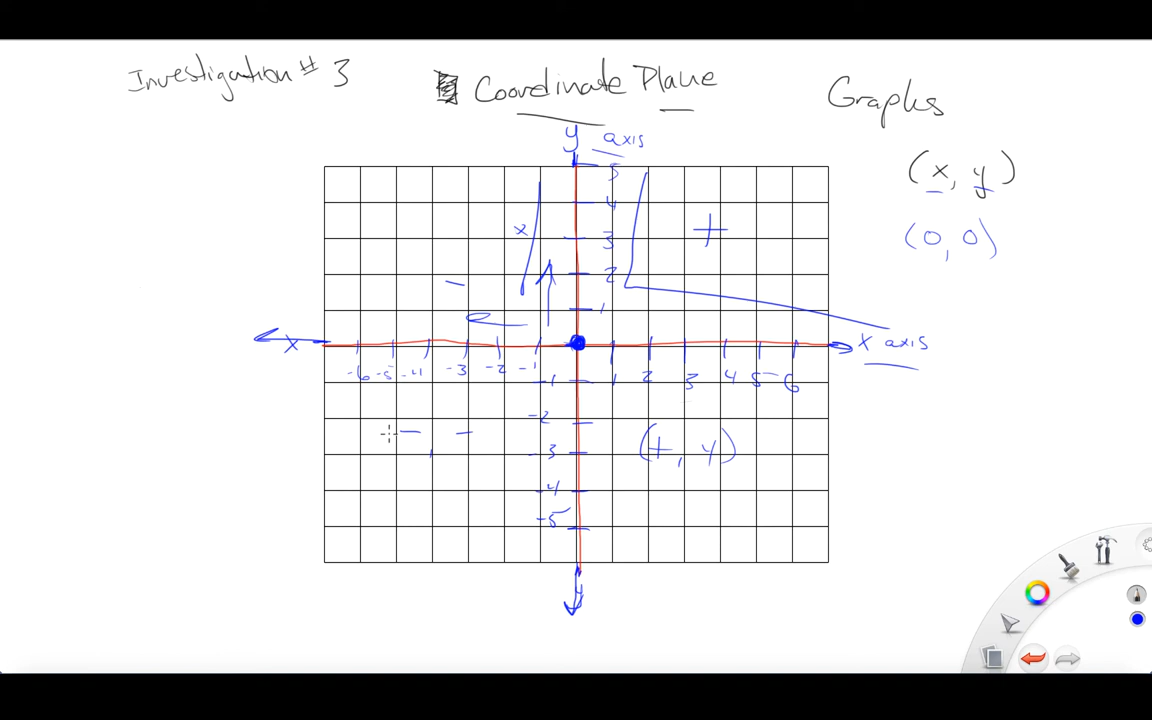 Investigation # 3
Coordinate Plane
Graphs
y axis
(x, y)
(0, 0)
5
4
3
2
1
+
x
-
x
x axis
-6 -5 -4 -3 -2 -1 1 2 3 4 5 6
-1
-2
-3
-4
-5
-, -
(+, y)
y